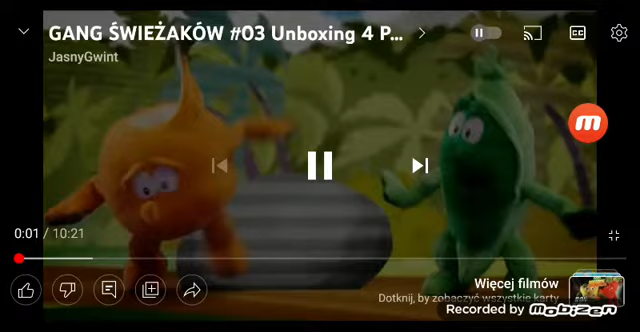 GANG ŚWIEŻAKÓW #03 Unboxing 4 P...
JasnyGwint
CC
m
0:01 / 10:21
Więcej filmów
Dotknij, by zobaczyć wszystkie karty
Recorded by Mobizen